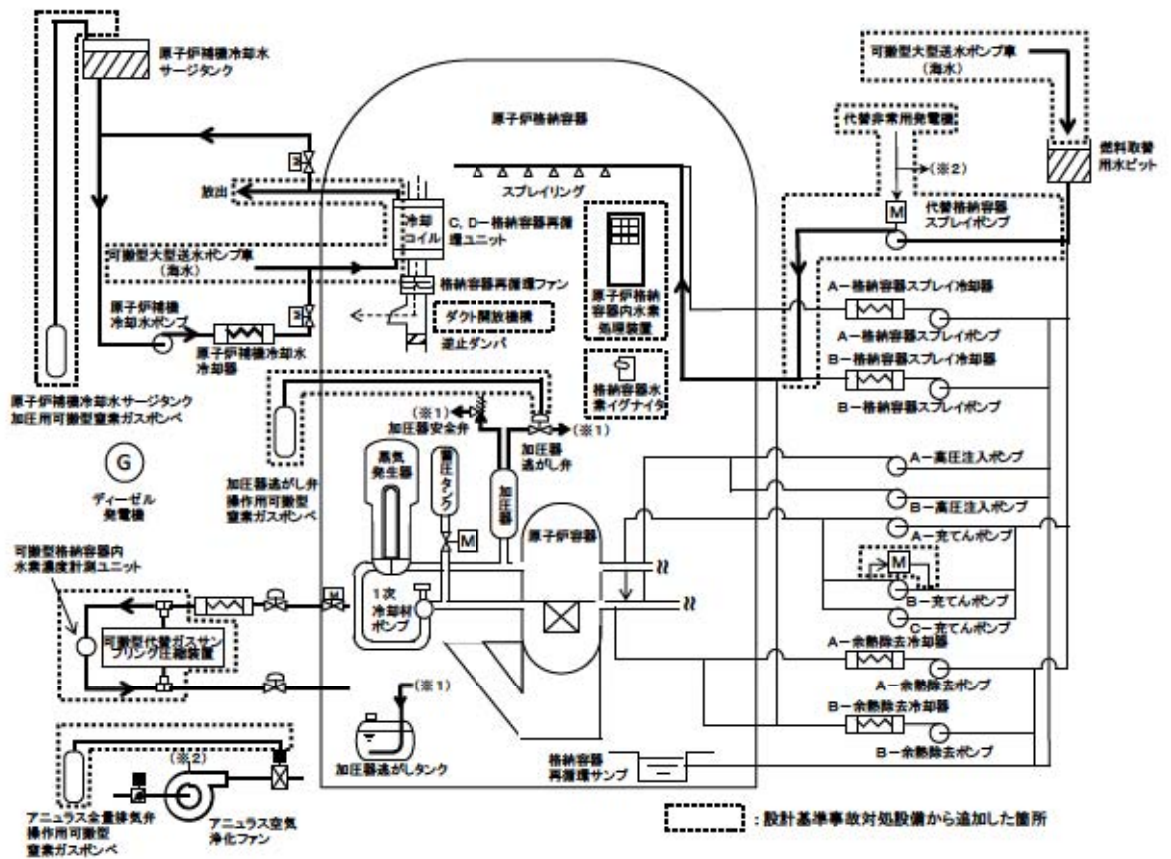 原子炉補機冷却水
サージタンク
原子炉格納容器
可搬型大型送水ポンプ車
（海水）
代替非常用発電機
燃料取替
用水ピット
(※2)
M
放出
スプレイリング
代替格納容器
スプレイポンプ
M
冷却
コイル
C, D－格納容器再循
環ユニット
可搬型大型送水ポンプ車
（海水）
格納容器再循環ファン
原子炉格納
容器内水素
処理装置
A－格納容器スプレイ冷却器
原子炉補機
冷却水ポンプ
M
ダクト開放機構
A－格納容器スプレイポンプ
原子炉補機冷却水
冷却器
逆止ダンパ
B－格納容器スプレイ冷却器
格納容器水
素イグナイタ
B－格納容器スプレイポンプ
原子炉補機冷却水サージタンク
加圧用可搬型窒素ガスボンベ
(※1)
加圧器安全弁
(※1)
加圧器
逃がし弁
G
ディーゼル
発電機
加圧器逃がし弁
操作用可搬型
窒素ガスボンベ
蒸気
発生器
蓄圧タンク
加圧器
A－高圧注入ポンプ
B－高圧注入ポンプ
原子炉容器
A－充てんポンプ
M
M
可搬型格納容器内
水素濃度計測ユニット
B－充てんポンプ
M
1次
冷却材
ポンプ
C－充てんポンプ
可搬型代替ガスサン
プリング圧縮装置
A－余熱除去冷却器
(※1)
A－余熱除去ポンプ
B－余熱除去冷却器
B－余熱除去ポンプ
(※2)
加圧器逃がしタンク
格納容器
再循環サンプ
アニュラス全量排気弁
操作用可搬型
窒素ガスボンベ
アニュラス空気
浄化ファン
：設計基準事故対処設備から追加した箇所